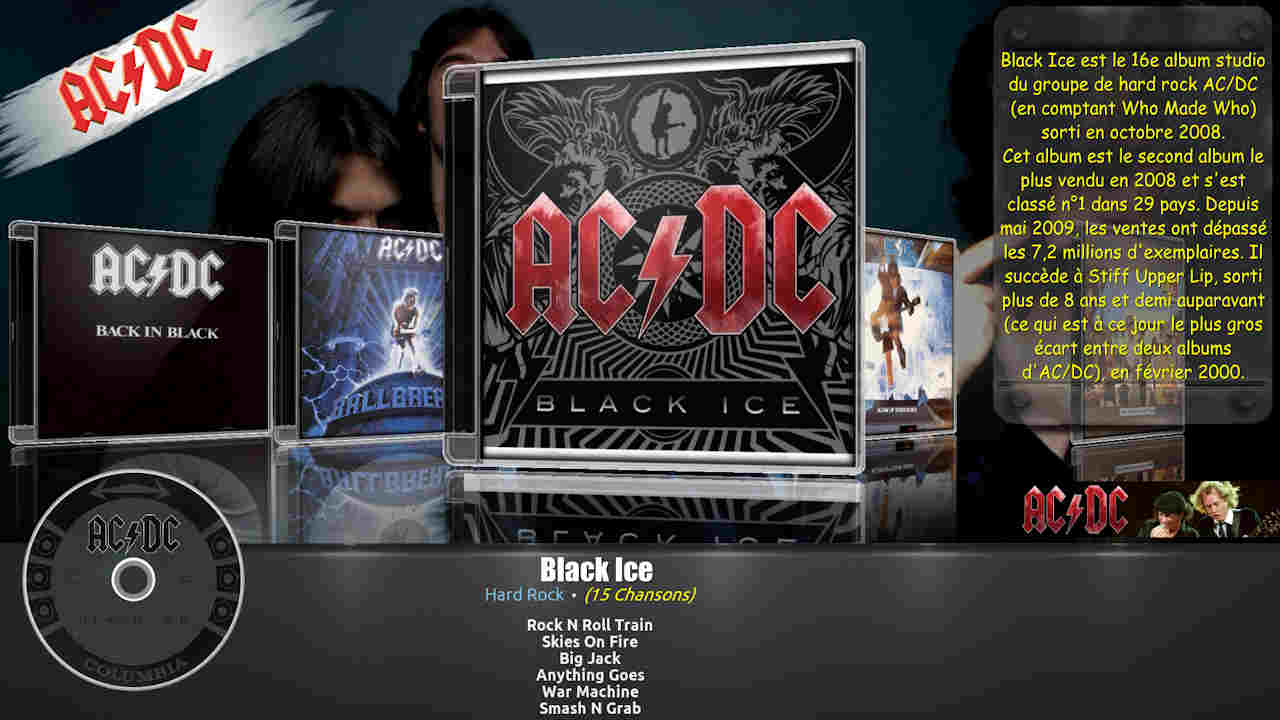 AC/DC
Black Ice est le 16e album studio
du groupe de hard rock AC/DC
(en comptant Who Made Who)
sorti en octobre 2008.
Cet album est le second album le
plus vendu en 2008 et s'est
classé n°1 dans 29 pays. Depuis
mai 2009, les ventes ont dépassé
les 7,2 millions d'exemplaires. Il
succède à Stiff Upper Lip, sorti
plus de 8 ans et demi auparavant
(ce qui est à ce jour le plus gros
écart entre deux albums
d'AC/DC), en février 2000.
AC/DC
BACK IN BLACK
AC/DC
BALLBREA
AC/DC
BLACK ICE
AC/DC
AC/DC
COLUMBIA
Black Ice
Hard Rock • (15 Chansons)
Rock N Roll Train
Skies On Fire
Big Jack
Anything Goes
War Machine
Smash N Grab